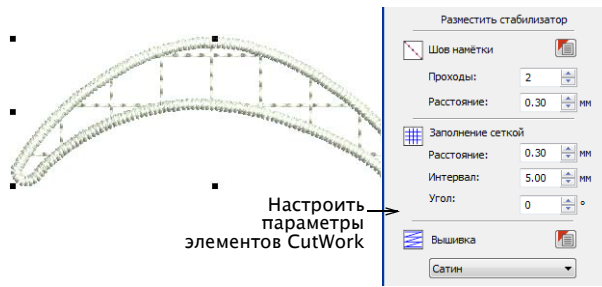 Разместить стабилизатор
Шов намётки
Проходы: 2
Расстояние: 0.30 мм
Заполнение сеткой
Расстояние: 0.30 мм
Интервал: 5.00 мм
Угол: 0 °
Настроить
параметры
элементов CutWork
Вышивка
Сатин